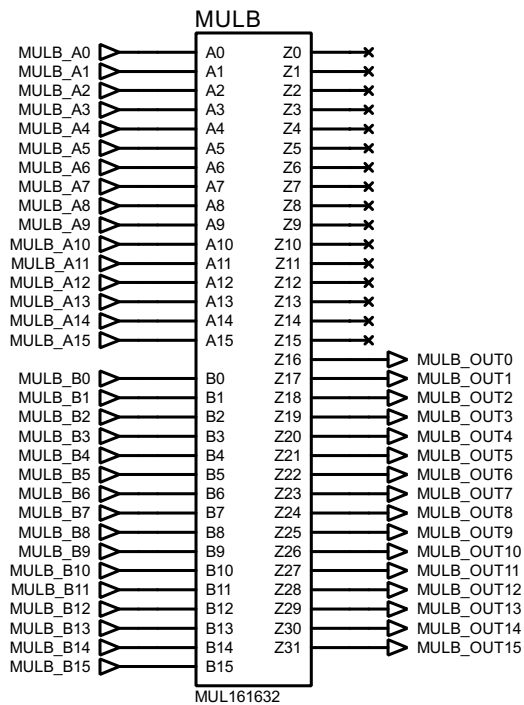 MULB
MULB_A0 A0 Z0
MULB_A1 A1 Z1
MULB_A2 A2 Z2
MULB_A3 A3 Z3
MULB_A4 A4 Z4
MULB_A5 A5 Z5
MULB_A6 A6 Z6
MULB_A7 A7 Z7
MULB_A8 A8 Z8
MULB_A9 A9 Z9
MULB_A10 A10 Z10
MULB_A11 A11 Z11
MULB_A12 A12 Z12
MULB_A13 A13 Z13
MULB_A14 A14 Z14
MULB_A15 A15 Z15
Z16 MULB_OUT0
MULB_B0 B0 Z17 MULB_OUT1
MULB_B1 B1 Z18 MULB_OUT2
MULB_B2 B2 Z19 MULB_OUT3
MULB_B3 B3 Z20 MULB_OUT4
MULB_B4 B4 Z21 MULB_OUT5
MULB_B5 B5 Z22 MULB_OUT6
MULB_B6 B6 Z23 MULB_OUT7
MULB_B7 B7 Z24 MULB_OUT8
MULB_B8 B8 Z25 MULB_OUT9
MULB_B9 B9 Z26 MULB_OUT10
MULB_B10 B10 Z27 MULB_OUT11
MULB_B11 B11 Z28 MULB_OUT12
MULB_B12 B12 Z29 MULB_OUT13
MULB_B13 B13 Z30 MULB_OUT14
MULB_B14 B14 Z31 MULB_OUT15
MULB_B15 B15
MUL161632